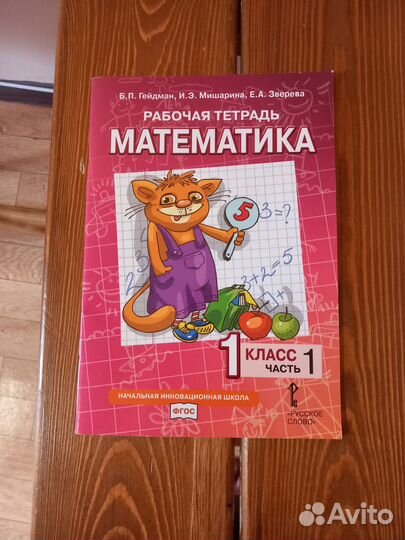 Б.П. Гейдман, И.Э. Мишарина, Е.А. Зверева
РАБОЧАЯ ТЕТРАДЬ
МАТЕМАТИКА
5
3=?
3+2=5
1 КЛАСС
ЧАСТЬ 1
НАЧАЛЬНАЯ ИННОВАЦИОННАЯ ШКОЛА
ФГОС
«РУССКОЕ
СЛОВО»
Avito